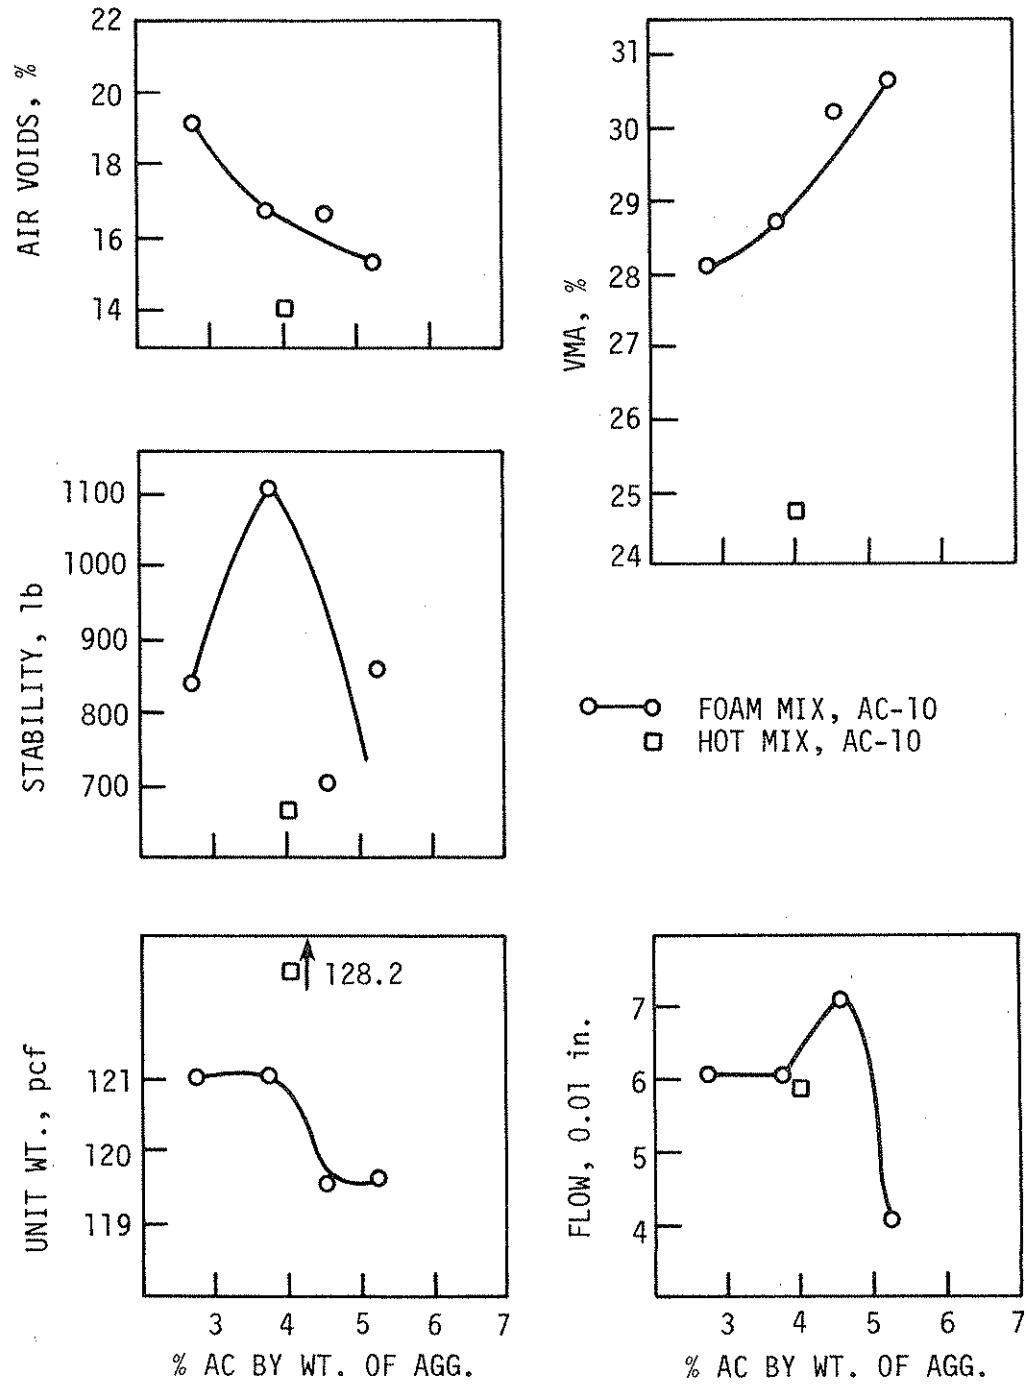 AIR VOIDS, %
22
20
18
16
14
VMA, %
31
30
29
28
27
26
25
24
STABILITY, lb
1100
1000
900
800
700
FOAM MIX, AC-10
HOT MIX, AC-10
UNIT WT., pcf
128.2
121
120
119
3 4 5 6 7
% AC BY WT. OF AGG.
FLOW, 0.01 in.
7
6
5
4
3 4 5 6 7
% AC BY WT. OF AGG.